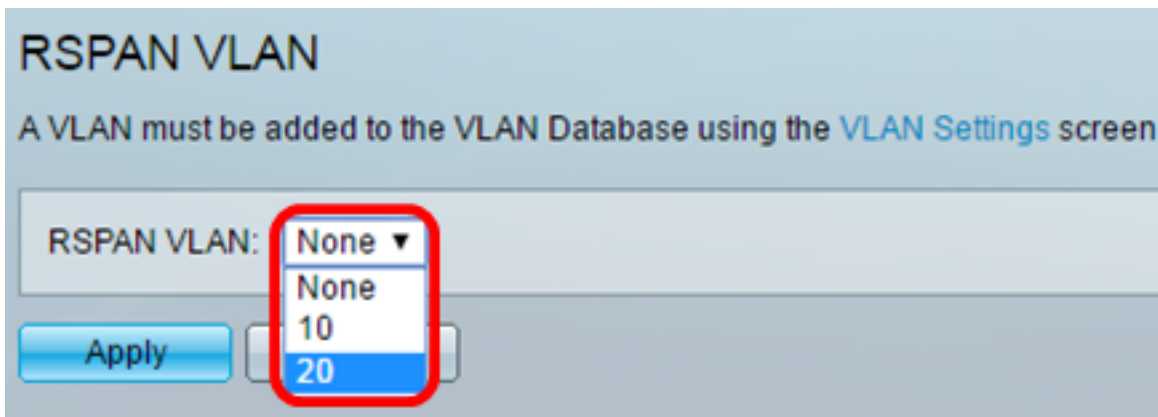 RSPAN VLAN
A VLAN must be added to the VLAN Database using the VLAN Settings screen
RSPAN VLAN: None ▼
None
10
20
Apply